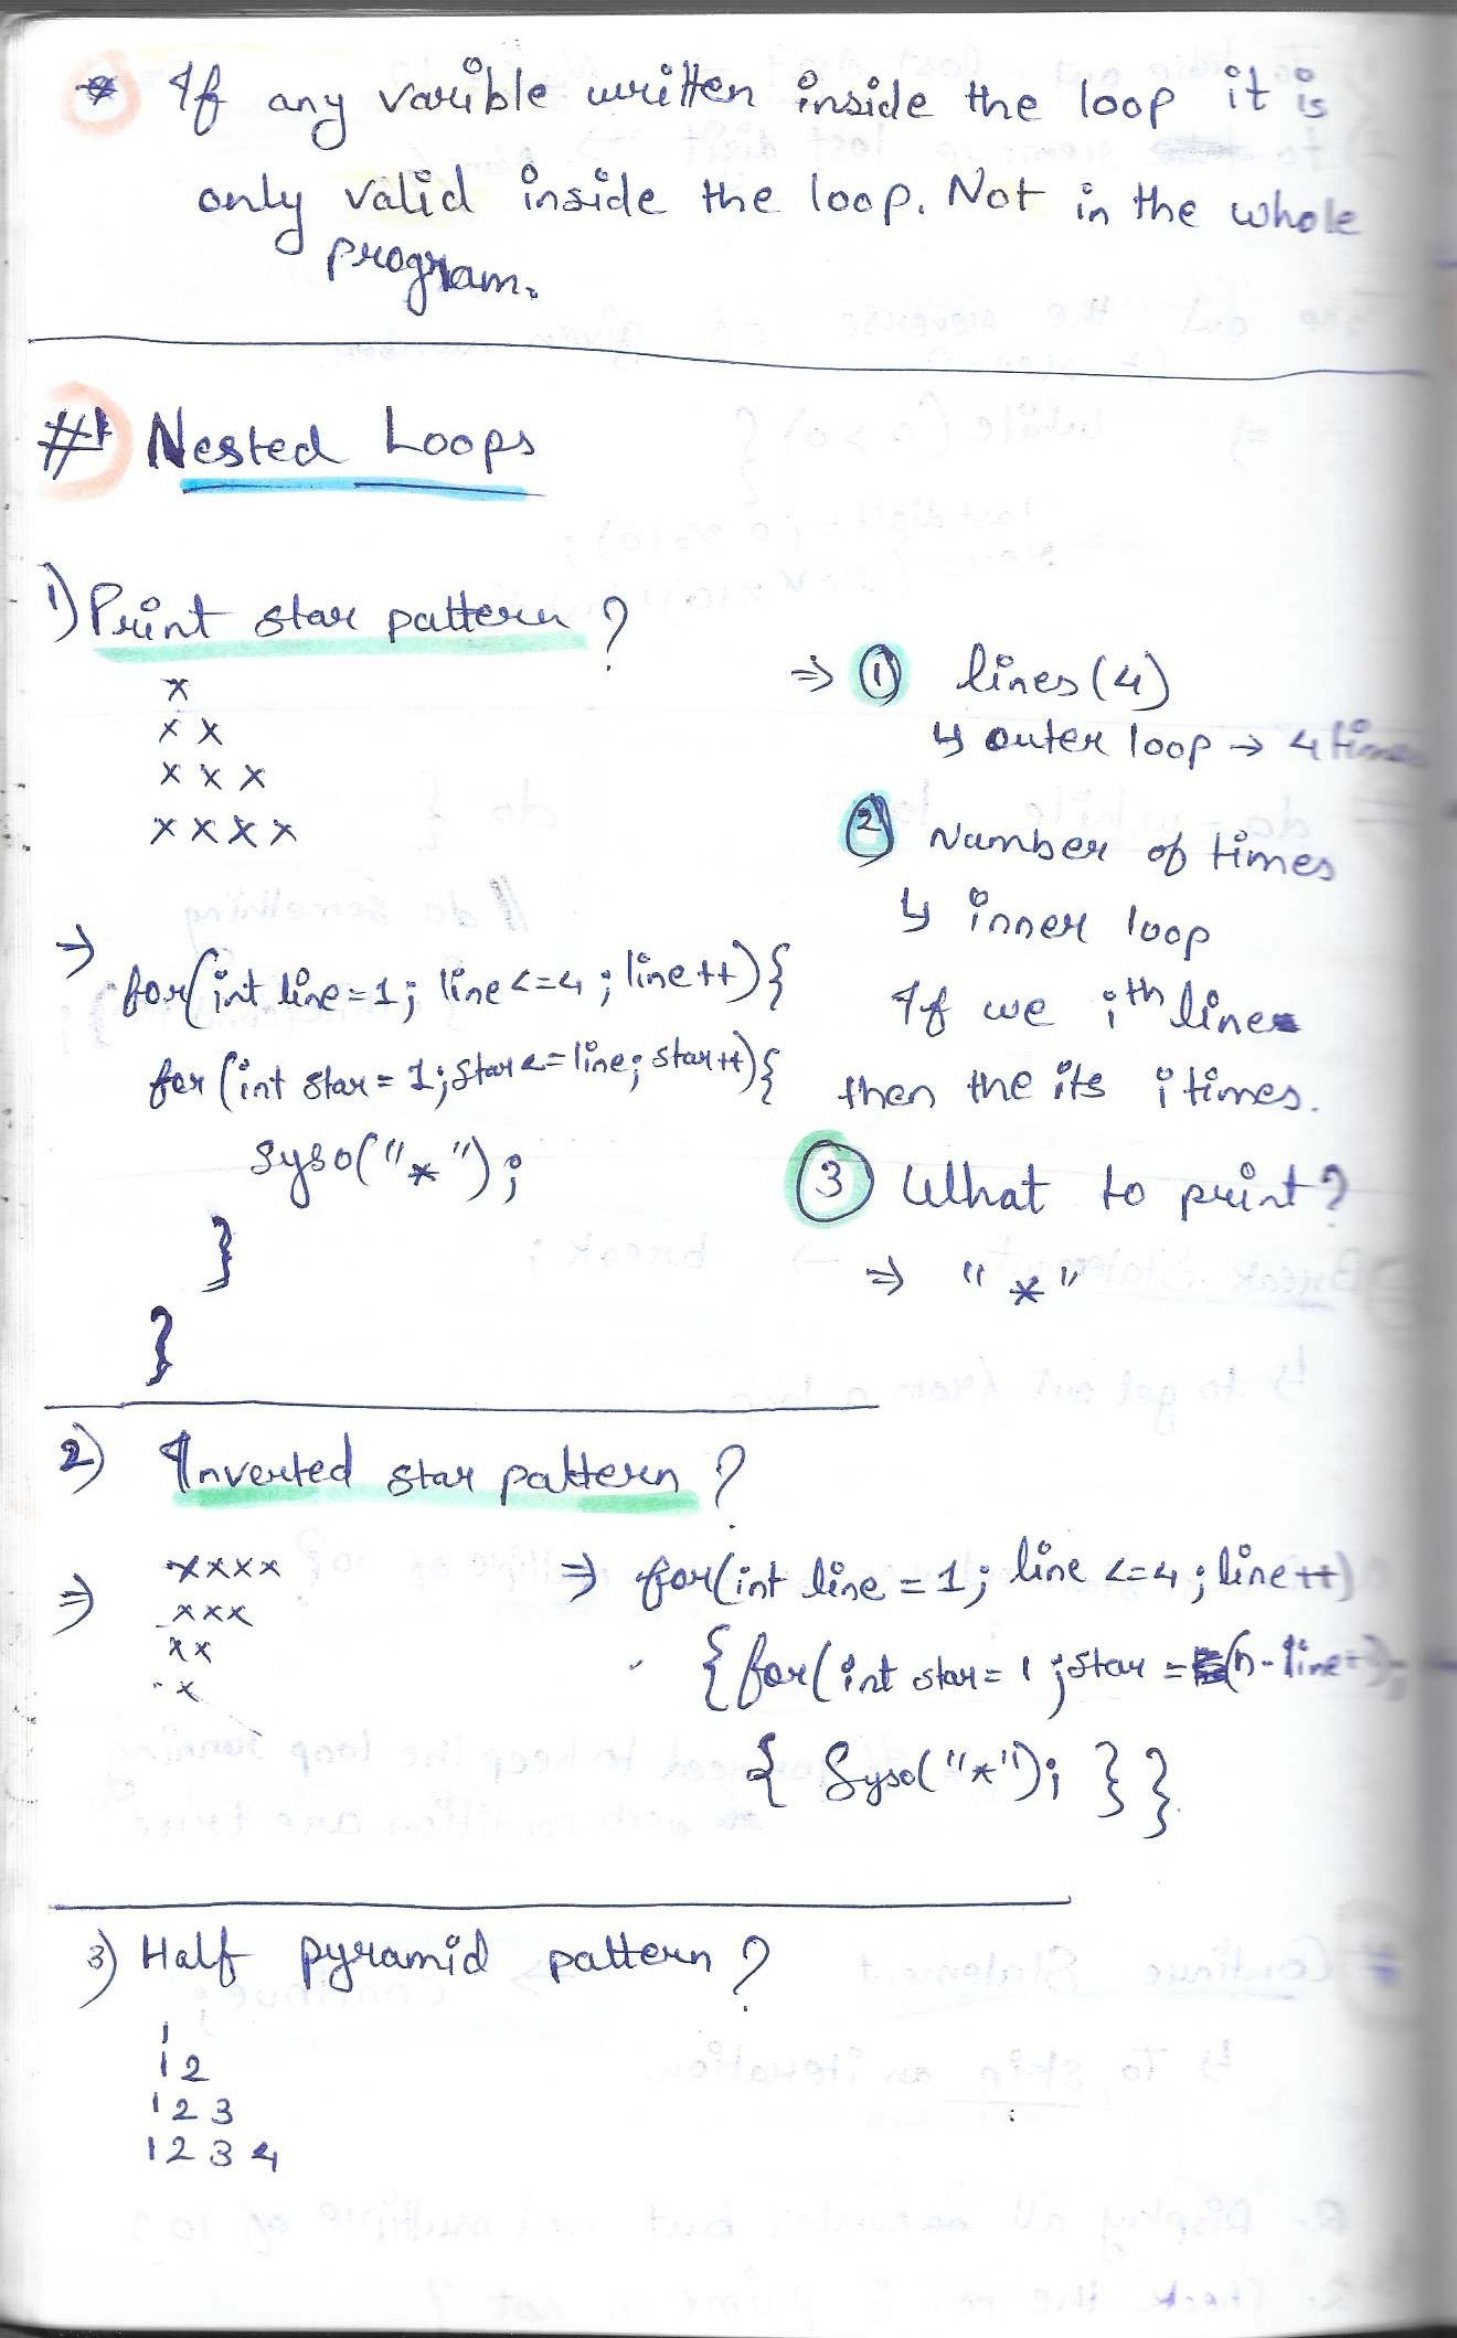 * If any varible written inside the loop it is
only valid inside the loop. Not in the whole
program.
# Nested Loops
1) Print star pattern ?
x
x x
x x x
x x x x
⇒ ① lines (4)
↳ outer loop → 4 times
② Number of times
↳ inner loop
If we ith line
then the its i times.
③ What to print ?
⇒ " * "
⇒
for(int line = 1; line <= 4 ; line ++) {
for (int star = 1; star <= line; star ++) {
syso(" * ");
}
}
2) Inverted star pattern ?
⇒ x x x x
x x x
x x
x
⇒ for(int line = 1; line <= 4 ; line ++)
{ for(int star = 1 ; star = (n - line
{ Syso(" * "); } }
3) Half pyramid pattern ?
1
1 2
1 2 3
1 2 3 4